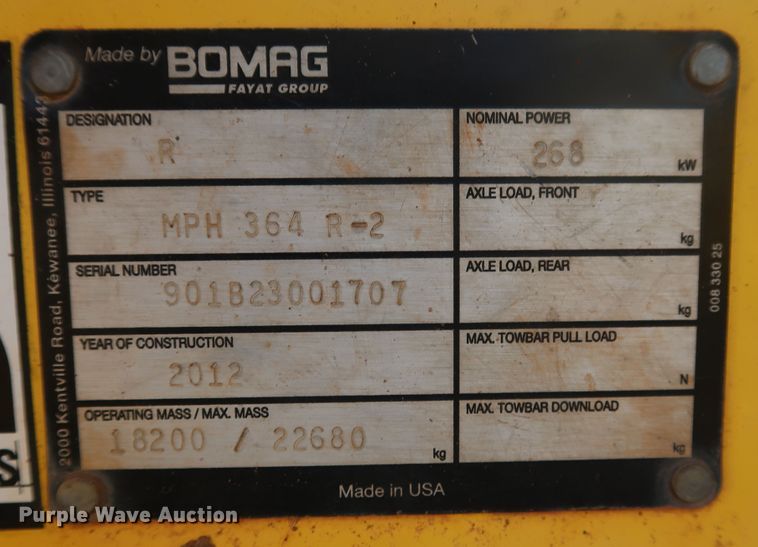 Made by BOMAG
FAYAT GROUP
DESIGNATION
R
NOMINAL POWER
268
kW
TYPE
MPH 364 R-2
AXLE LOAD, FRONT
kg
SERIAL NUMBER
901B23001707
AXLE LOAD, REAR
kg
YEAR OF CONSTRUCTION
2012
MAX. TOWBAR PULL LOAD
N
OPERATING MASS / MAX. MASS
18200 / 22680
kg
MAX. TOWBAR DOWNLOAD
kg
Made in USA
2000 Kentville Road, Kewanee, Illinois 61443
008 330 25
S
Purple Wave Auction